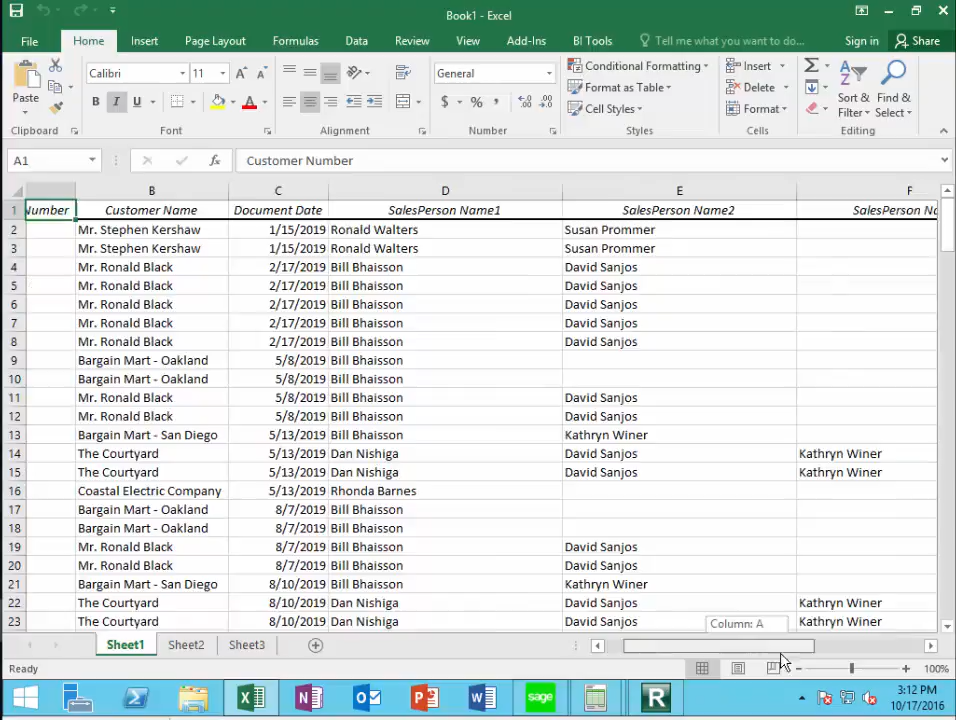 Book1 - Excel
File Home Insert Page Layout Formulas Data Review View Add-Ins BI Tools Tell me what you want to do... Sign in Share
Paste Calibri 11 General Conditional Formatting Insert
B I U A $ % , Format as Table Delete Sort & Find &
Cell Styles Format Filter Select
Clipboard Font Alignment Number Styles Cells Editing
A1 fx Customer Number
B C D E F
1 Number Customer Name Document Date SalesPerson Name1 SalesPerson Name2 SalesPerson
2 Mr. Stephen Kershaw 1/15/2019 Ronald Walters Susan Prommer
3 Mr. Stephen Kershaw 1/15/2019 Ronald Walters Susan Prommer
4 Mr. Ronald Black 2/17/2019 Bill Bhaisson David Sanjos
5 Mr. Ronald Black 2/17/2019 Bill Bhaisson David Sanjos
6 Mr. Ronald Black 2/17/2019 Bill Bhaisson David Sanjos
7 Mr. Ronald Black 2/17/2019 Bill Bhaisson David Sanjos
8 Mr. Ronald Black 2/17/2019 Bill Bhaisson David Sanjos
9 Bargain Mart - Oakland 5/8/2019 Bill Bhaisson
10 Bargain Mart - Oakland 5/8/2019 Bill Bhaisson
11 Mr. Ronald Black 5/8/2019 Bill Bhaisson David Sanjos
12 Mr. Ronald Black 5/8/2019 Bill Bhaisson David Sanjos
13 Bargain Mart - San Diego 5/13/2019 Bill Bhaisson Kathryn Winer
14 The Courtyard 5/13/2019 Dan Nishiga David Sanjos Kathryn Winer
15 The Courtyard 5/13/2019 Dan Nishiga David Sanjos Kathryn Winer
16 Coastal Electric Company 5/13/2019 Rhonda Barnes
17 Bargain Mart - Oakland 8/7/2019 Bill Bhaisson
18 Bargain Mart - Oakland 8/7/2019 Bill Bhaisson
19 Mr. Ronald Black 8/7/2019 Bill Bhaisson David Sanjos
20 Mr. Ronald Black 8/7/2019 Bill Bhaisson David Sanjos
21 Bargain Mart - San Diego 8/10/2019 Bill Bhaisson Kathryn Winer
22 The Courtyard 8/10/2019 Dan Nishiga David Sanjos Kathryn Winer
23 The Courtyard 8/10/2019 Dan Nishiga David Sanjos Kathryn Winer
Column: A
Sheet1 Sheet2 Sheet3
Ready 100%
sage R 3:12 PM
10/17/2016